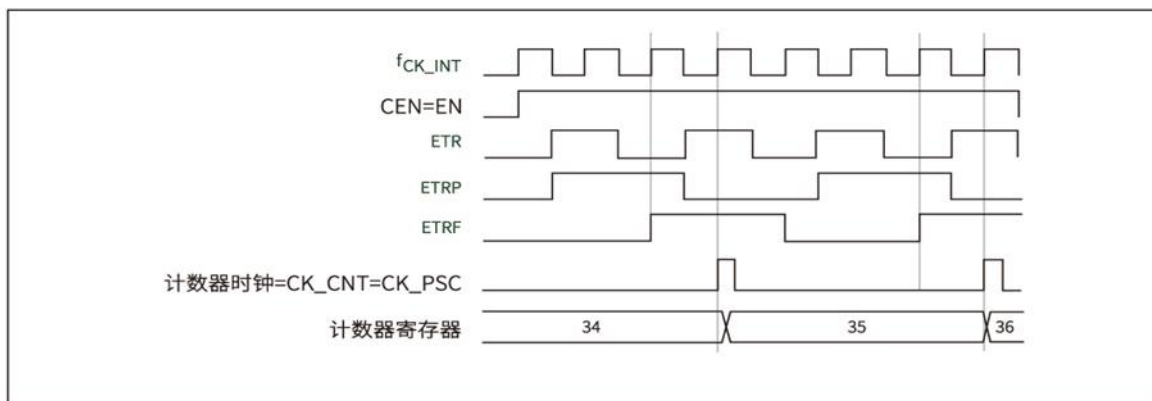 fCK_INT
CEN=EN
ETR
ETRP
ETRF
计数器时钟=CK_CNT=CK_PSC
计数器寄存器 34 35 36